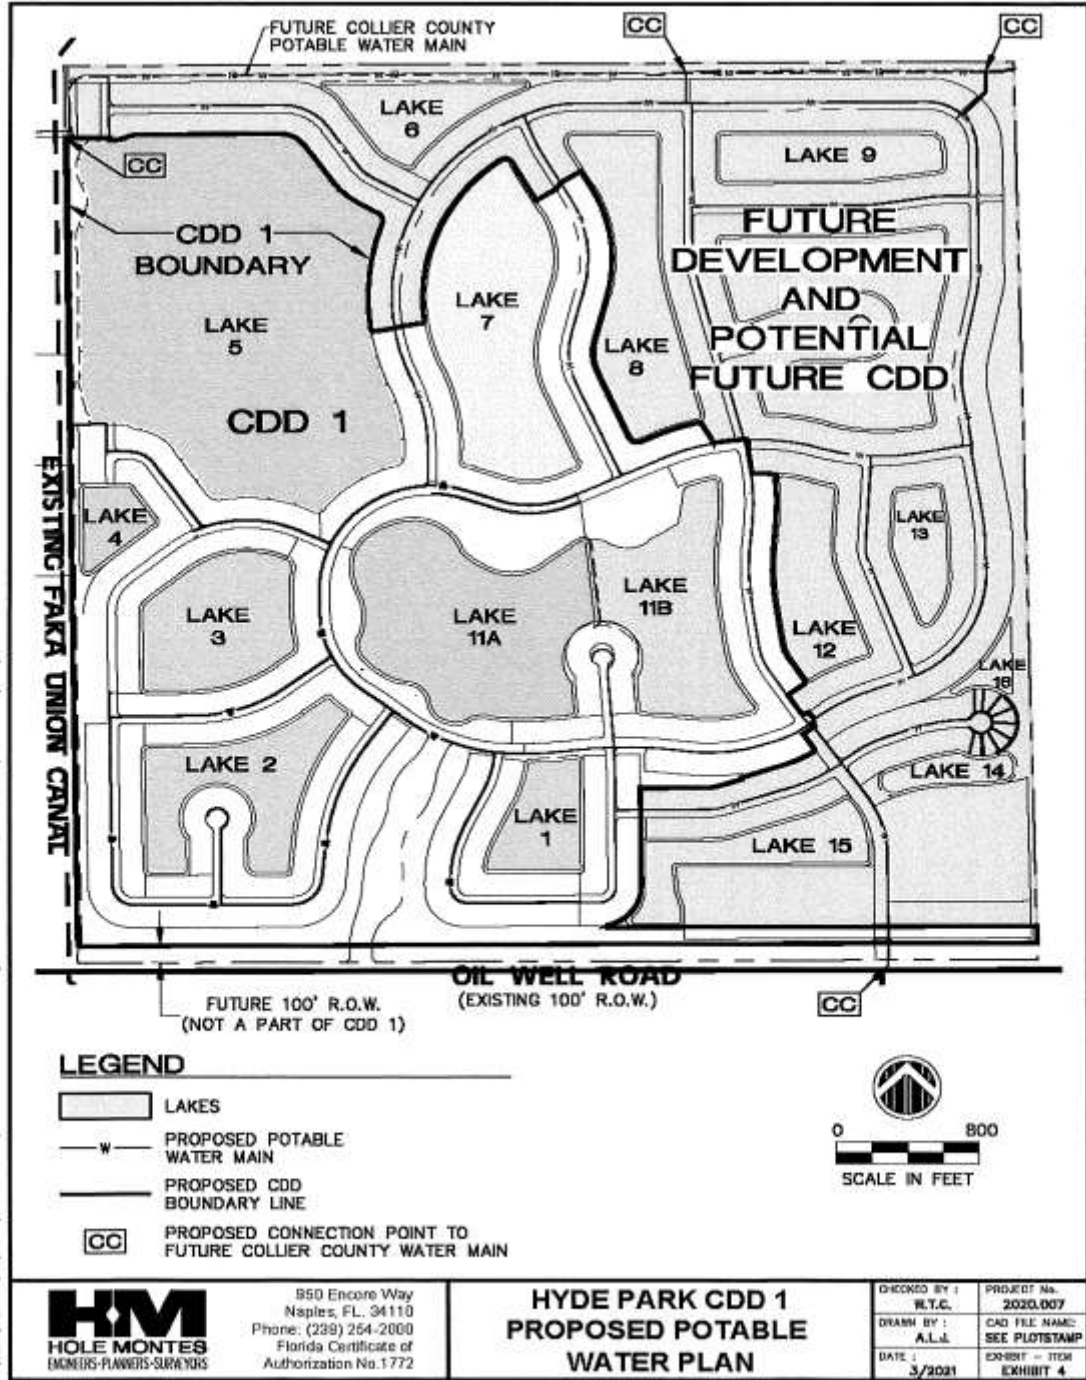 FUTURE COLLIER COUNTY
POTABLE WATER MAIN
CC
CC
LAKE
6
LAKE 9
CC
CDD 1
BOUNDARY
FUTURE
DEVELOPMENT
AND
POTENTIAL
FUTURE CDD
LAKE
5
LAKE
7
LAKE
8
CDD 1
EXISTING FAKA UNION CANAL
LAKE
4
LAKE
13
LAKE
3
LAKE
11A
LAKE
11B
LAKE
12
LAKE
16
LAKE 2
LAKE 14
LAKE
1
LAKE 15
OIL WELL ROAD
(EXISTING 100' R.O.W.)
CC
FUTURE 100' R.O.W.
(NOT A PART OF CDD 1)
LEGEND
LAKES
W
PROPOSED POTABLE
WATER MAIN
PROPOSED CDD
BOUNDARY LINE
CC
PROPOSED CONNECTION POINT TO
FUTURE COLLIER COUNTY WATER MAIN
0 800
SCALE IN FEET
HM
HOLE MONTES
ENGINEERS·PLANNERS·SURVEYORS
950 Encore Way
Naples, FL. 34110
Phone: (239) 254-2000
Florida Certificate of
Authorization No.1772
HYDE PARK CDD 1
PROPOSED POTABLE
WATER PLAN
CHECKED BY :
W.T.C.
PROJECT No.
2020.007
DRAWN BY :
A.L.J.
CAD FILE NAME:
SEE PLOTSTAMP
DATE :
3/2021
EXHIBIT - ITEM
EXHIBIT 4